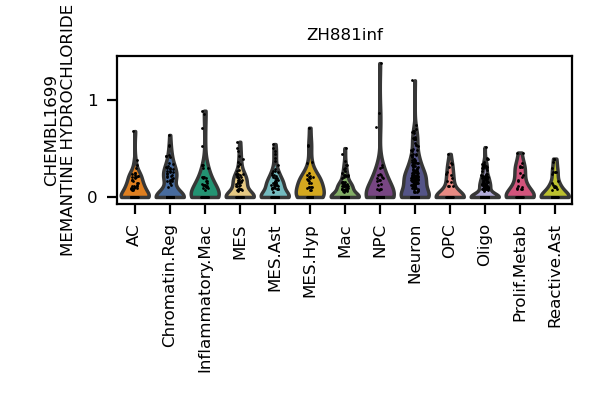 ZH881inf
CHEMBL1699
MEMANTINE HYDROCHLORIDE
1
0
AC
Chromatin.Reg
Inflammatory.Mac
MES
MES.Ast
MES.Hyp
Mac
NPC
Neuron
OPC
Oligo
Prolif.Metab
Reactive.Ast